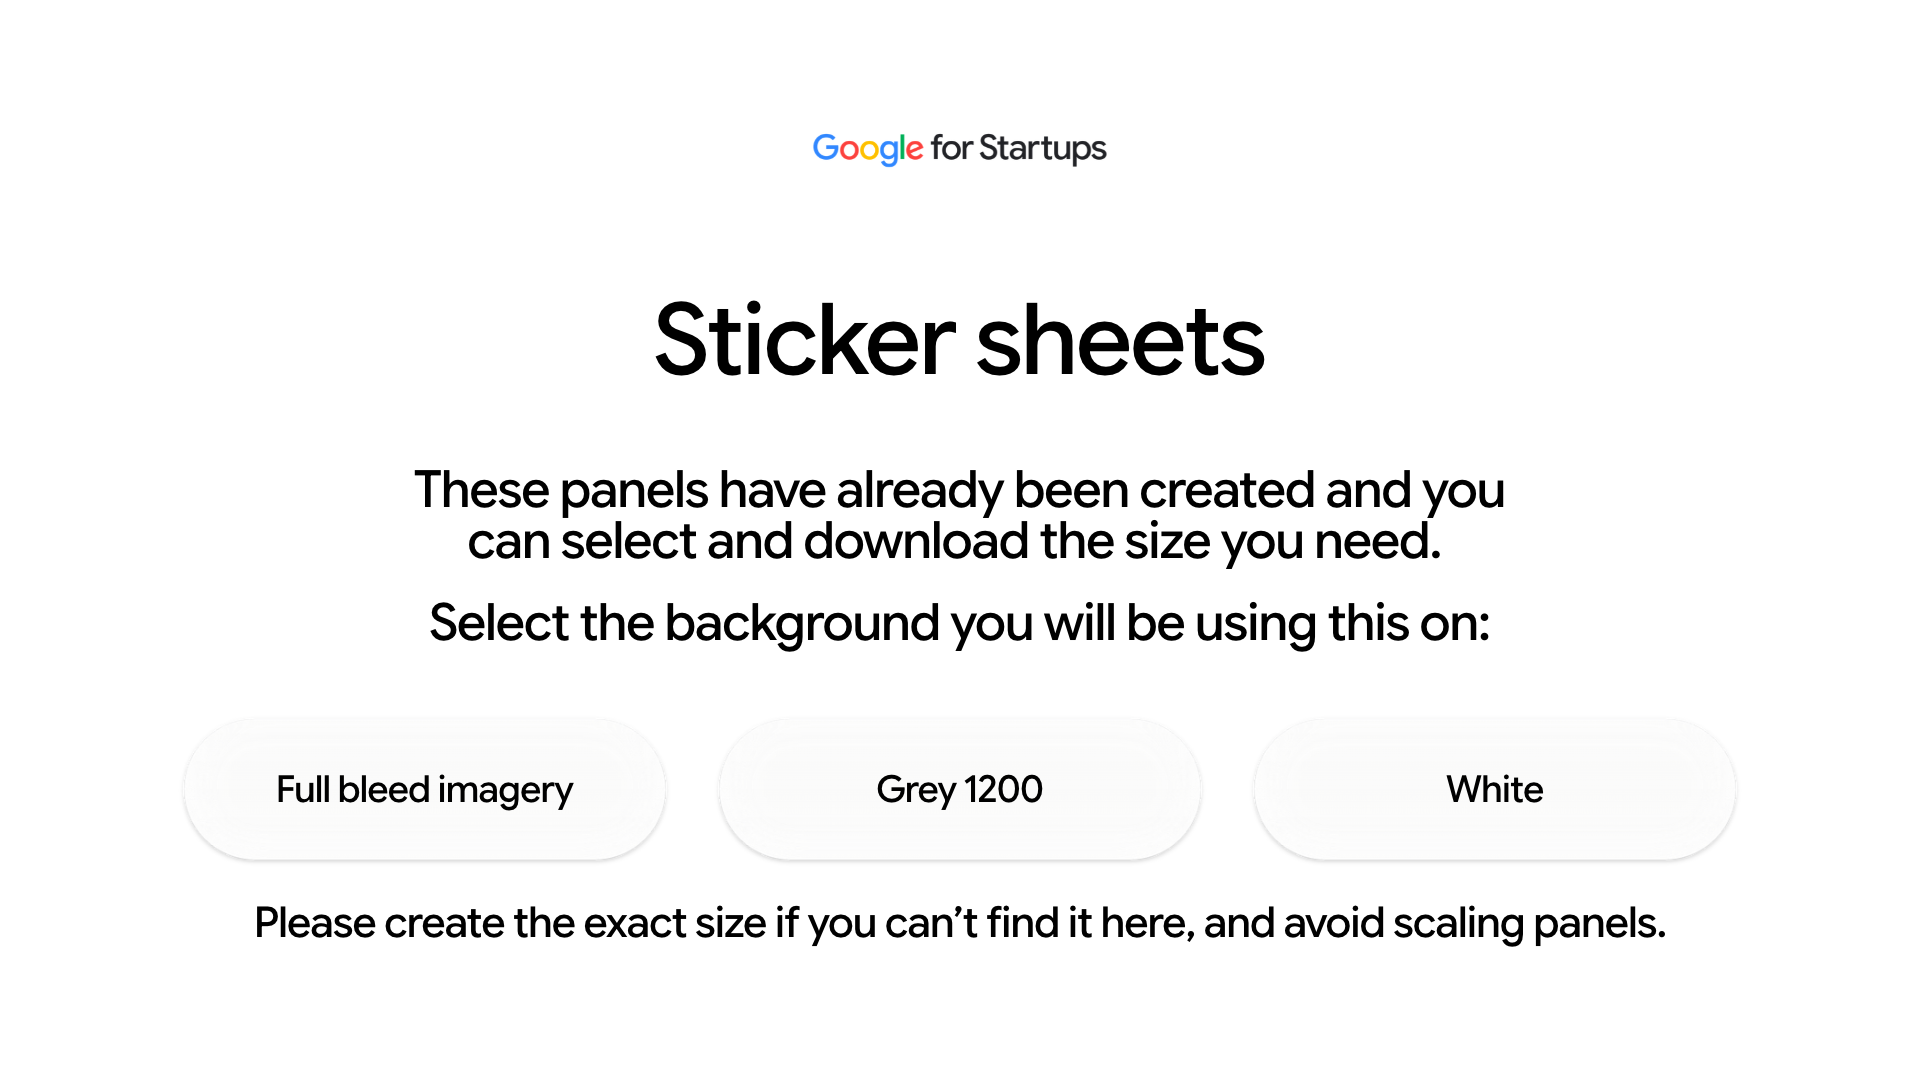 Google for Startups
Sticker sheets
These panels have already been created and you
can select and download the size you need.
Select the background you will be using this on:
Full bleed imagery
Grey 1200
White
Please create the exact size if you can’t find it here, and avoid scaling panels.